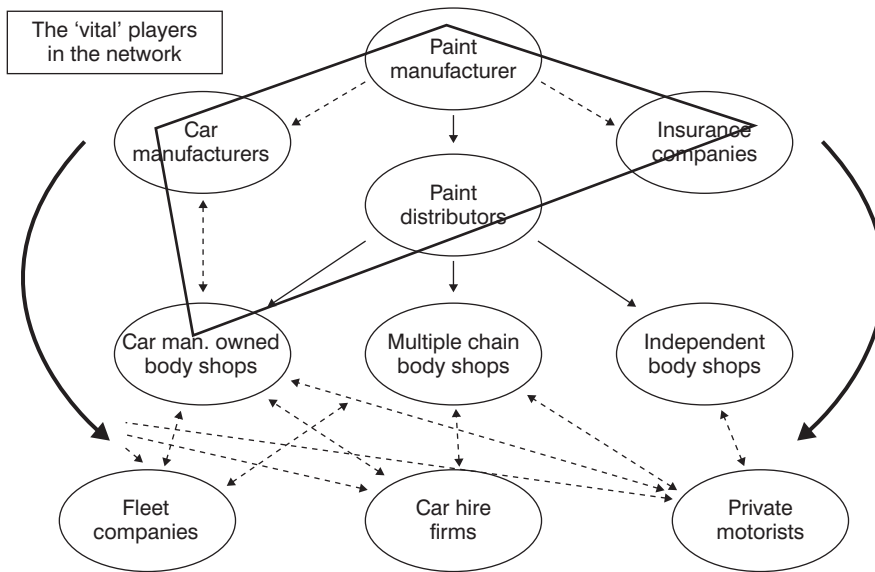 The ‘vital’ players
in the network
Paint
manufacturer
Car
manufacturers
Insurance
companies
Paint
distributors
Car man. owned
body shops
Multiple chain
body shops
Independent
body shops
Fleet
companies
Car hire
firms
Private
motorists